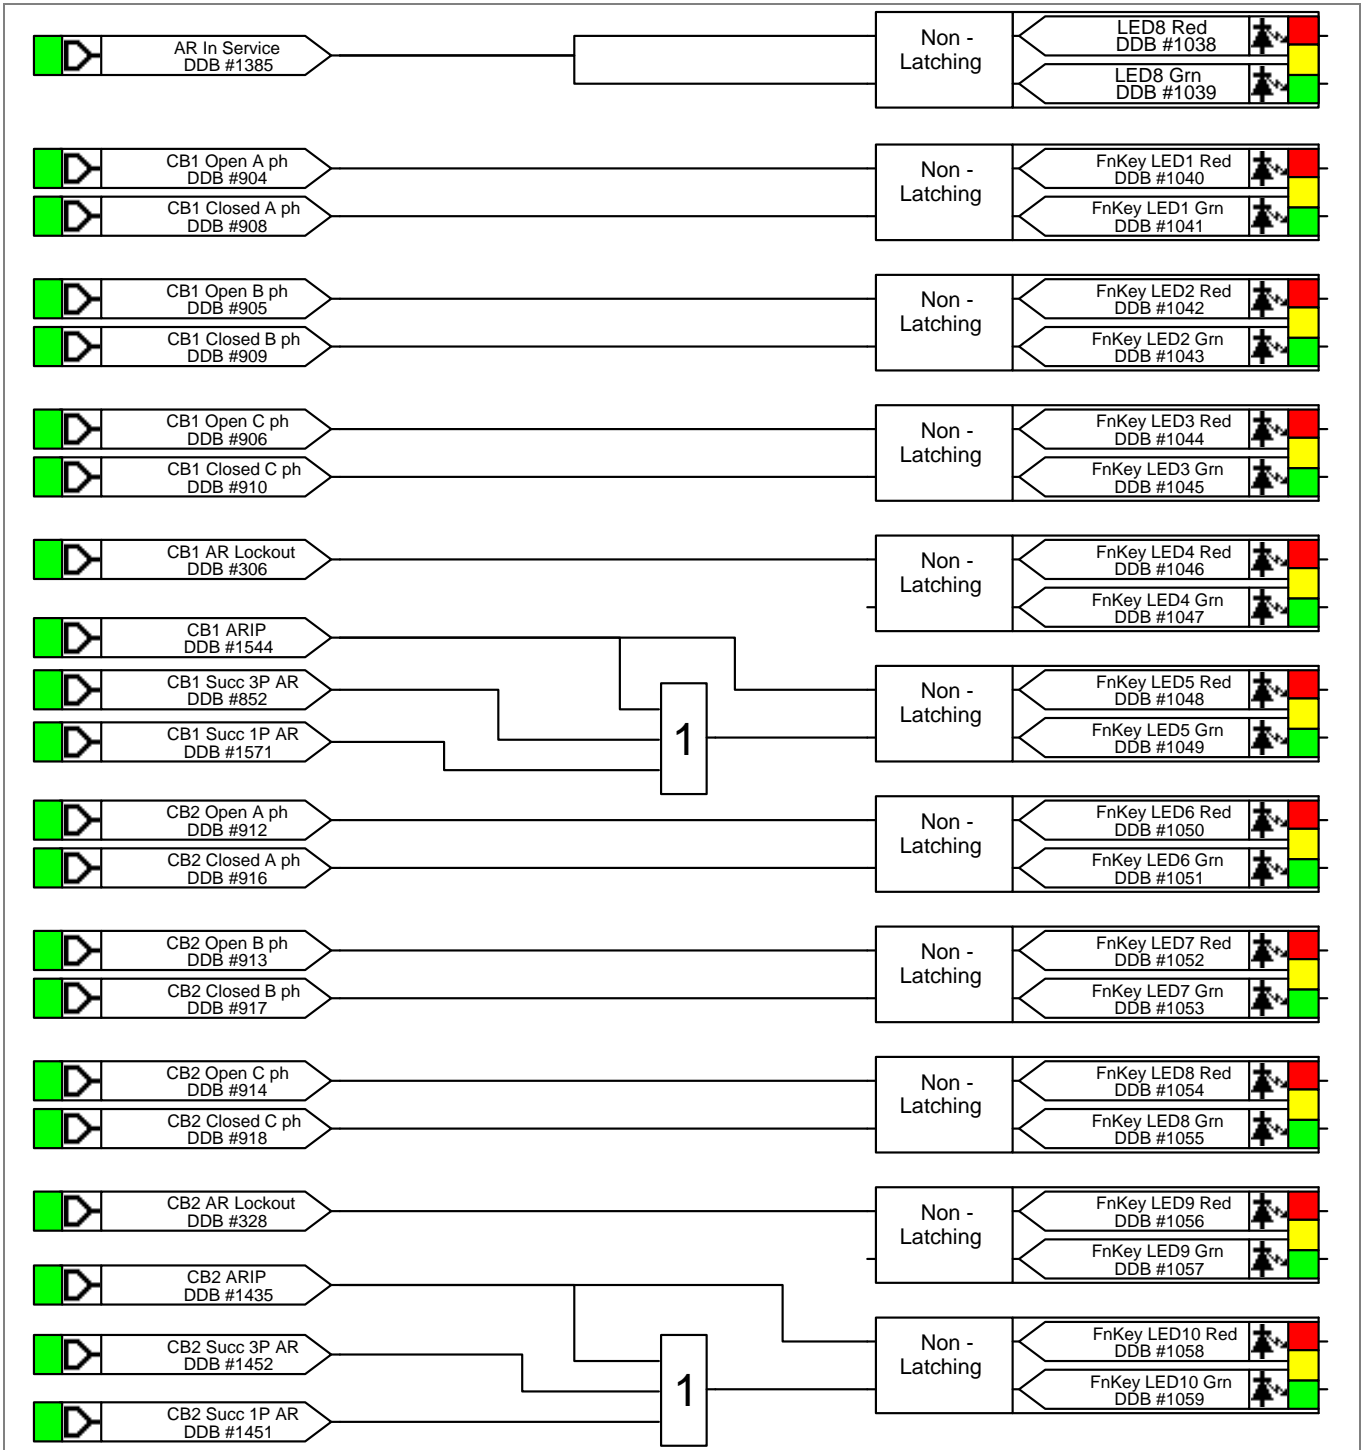 AR In Service
DDB #1385
Non -
Latching
LED8 Red
DDB #1038
LED8 Grn
DDB #1039
CB1 Open A ph
DDB #904
CB1 Closed A ph
DDB #908
Non -
Latching
FnKey LED1 Red
DDB #1040
FnKey LED1 Grn
DDB #1041
CB1 Open B ph
DDB #905
CB1 Closed B ph
DDB #909
Non -
Latching
FnKey LED2 Red
DDB #1042
FnKey LED2 Grn
DDB #1043
CB1 Open C ph
DDB #906
CB1 Closed C ph
DDB #910
Non -
Latching
FnKey LED3 Red
DDB #1044
FnKey LED3 Grn
DDB #1045
CB1 AR Lockout
DDB #306
Non -
Latching
FnKey LED4 Red
DDB #1046
FnKey LED4 Grn
DDB #1047
CB1 ARIP
DDB #1544
CB1 Succ 3P AR
DDB #852
CB1 Succ 1P AR
DDB #1571
1
Non -
Latching
FnKey LED5 Red
DDB #1048
FnKey LED5 Grn
DDB #1049
CB2 Open A ph
DDB #912
CB2 Closed A ph
DDB #916
Non -
Latching
FnKey LED6 Red
DDB #1050
FnKey LED6 Grn
DDB #1051
CB2 Open B ph
DDB #913
CB2 Closed B ph
DDB #917
Non -
Latching
FnKey LED7 Red
DDB #1052
FnKey LED7 Grn
DDB #1053
CB2 Open C ph
DDB #914
CB2 Closed C ph
DDB #918
Non -
Latching
FnKey LED8 Red
DDB #1054
FnKey LED8 Grn
DDB #1055
CB2 AR Lockout
DDB #328
Non -
Latching
FnKey LED9 Red
DDB #1056
FnKey LED9 Grn
DDB #1057
CB2 ARIP
DDB #1435
CB2 Succ 3P AR
DDB #1452
CB2 Succ 1P AR
DDB #1451
1
Non -
Latching
FnKey LED10 Red
DDB #1058
FnKey LED10 Grn
DDB #1059